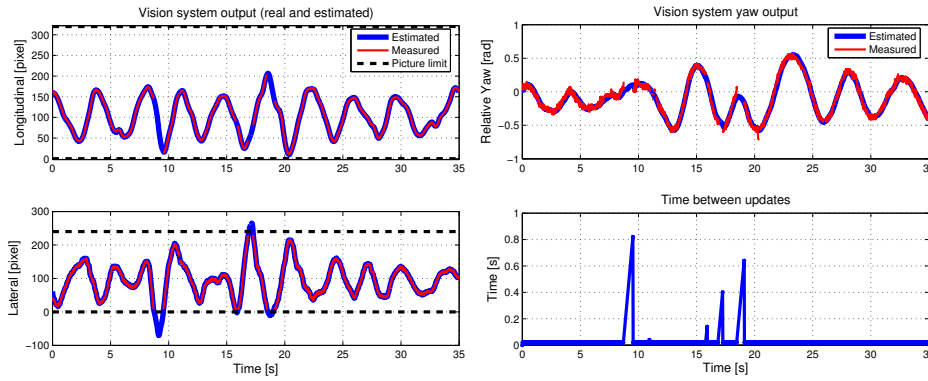 Vision system output (real and estimated)
Longitudinal [pixel]
300
250
200
150
100
50
0
0 5 10 15 20 25 30 35
Estimated
Measured
Picture limit
Vision system yaw output
Relative Yaw [rad]
1
0.5
0
−0.5
−1
0 5 10 15 20 25 30 35
Estimated
Measured
Lateral [pixel]
300
200
100
0
−100
0 5 10 15 20 25 30 35
Time [s]
Time between updates
Time [s]
1
0.8
0.6
0.4
0.2
0
0 5 10 15 20 25 30 35
Time [s]